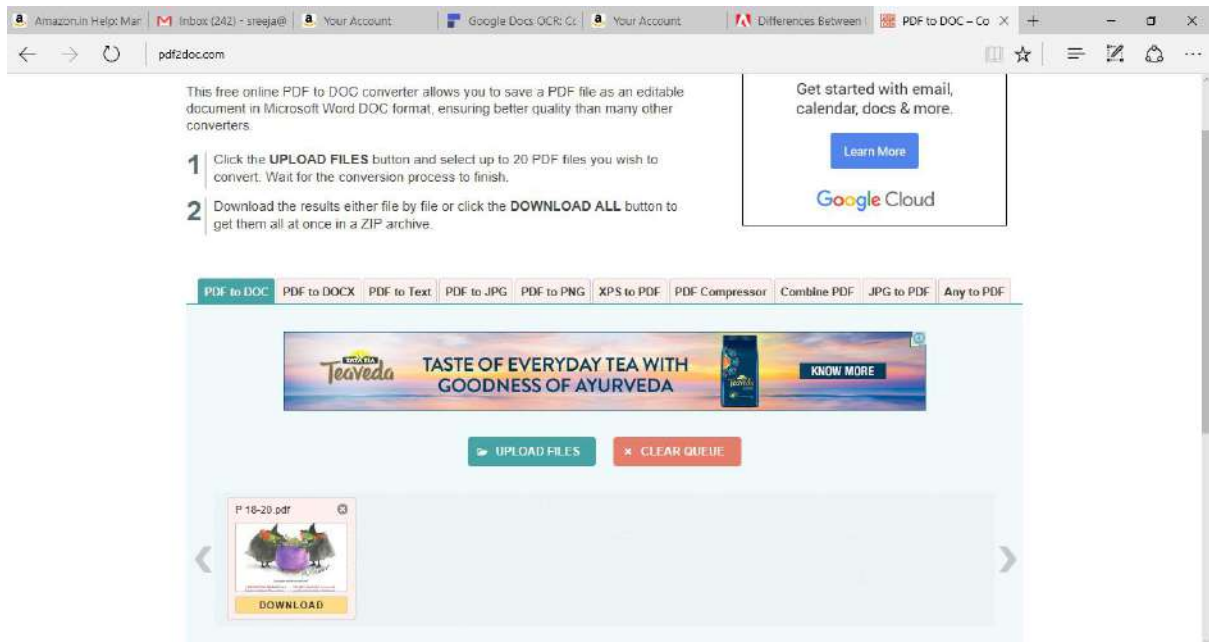 Amazon.in Help: Mar
Inbox (242) - sreeja@
Your Account
Google Docs OCR: Co
Your Account
Differences Between
PDF to DOC – Co
pdf2doc.com
This free online PDF to DOC converter allows you to save a PDF file as an editable
document in Microsoft Word DOC format, ensuring better quality than many other
converters.
1 Click the UPLOAD FILES button and select up to 20 PDF files you wish to
convert. Wait for the conversion process to finish.
2 Download the results either file by file or click the DOWNLOAD ALL button to
get them all at once in a ZIP archive.
Get started with email,
calendar, docs & more.
Learn More
Google Cloud
PDF to DOC PDF to DOCX PDF to Text PDF to JPG PDF to PNG XPS to PDF PDF Compressor Combine PDF JPG to PDF Any to PDF
TATA TEA
Teaveda
TASTE OF EVERYDAY TEA WITH
GOODNESS OF AYURVEDA
KNOW MORE
UPLOAD FILES
CLEAR QUEUE
P 18-20.pdf
DOWNLOAD